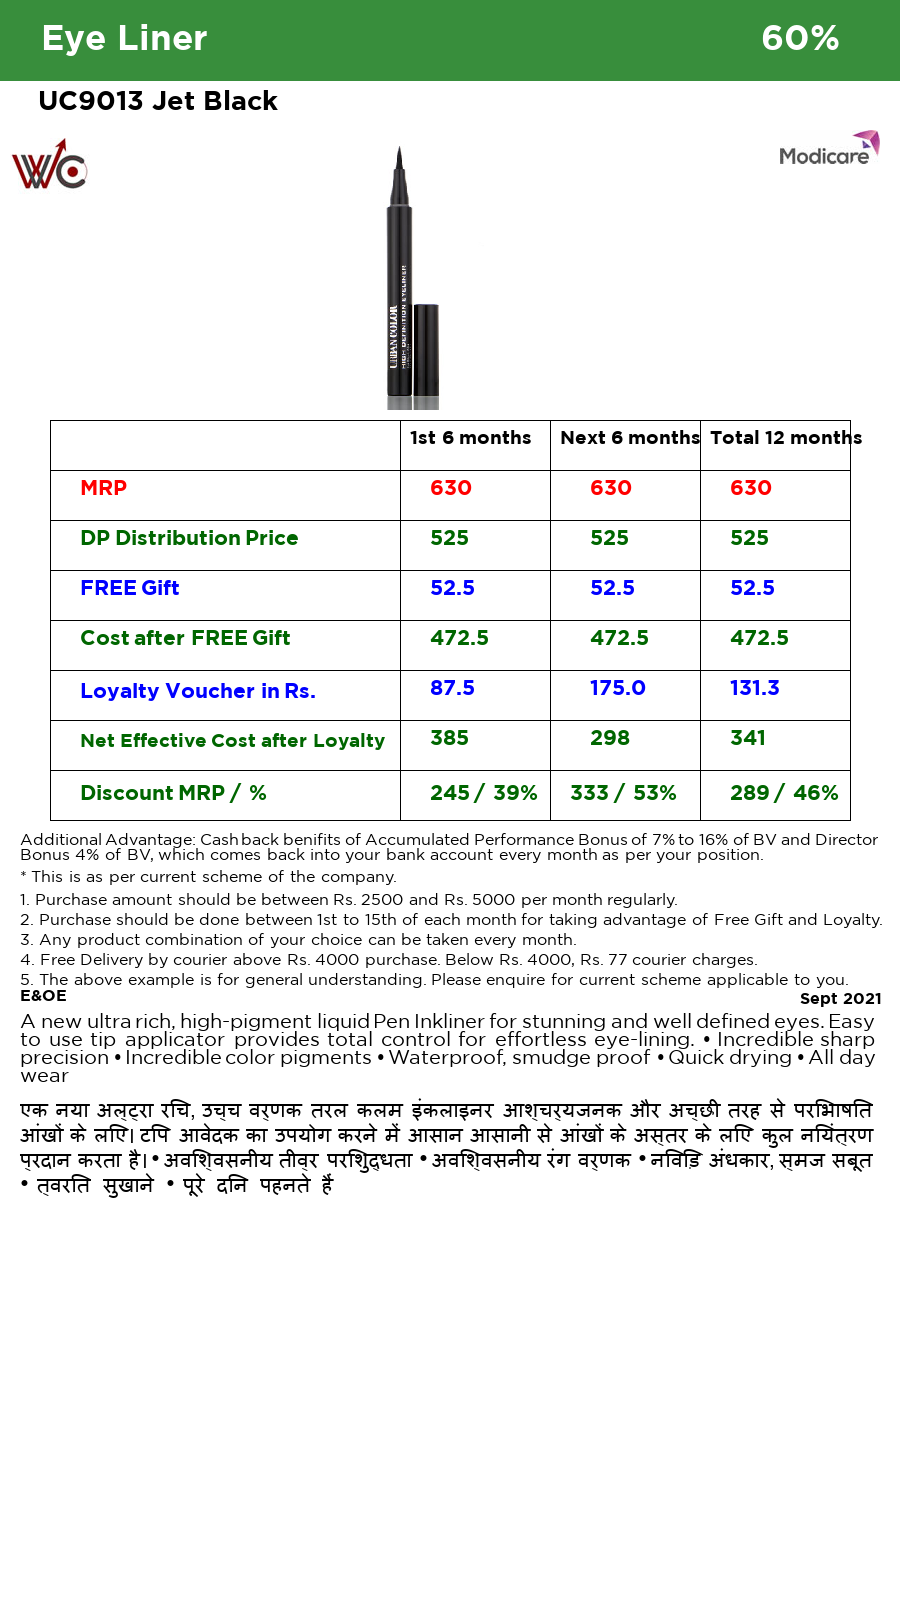 Eye Liner 60%
UC9013 Jet Black
WC
Modicare
URBAN COLOR
HIGH DEFINITION EYELINER
1st 6 months Next 6 months Total 12 months
MRP 630 630 630
DP Distribution Price 525 525 525
FREE Gift 52.5 52.5 52.5
Cost after FREE Gift 472.5 472.5 472.5
Loyalty Voucher in Rs. 87.5 175.0 131.3
Net Effective Cost after Loyalty 385 298 341
Discount MRP / % 245 / 39% 333 / 53% 289 / 46%
Additional Advantage: Cash back benifits of Accumulated Performance Bonus of 7% to 16% of BV and Director
Bonus 4% of BV, which comes back into your bank account every month as per your position.
* This is as per current scheme of the company.
1. Purchase amount should be between Rs. 2500 and Rs. 5000 per month regularly.
2. Purchase should be done between 1st to 15th of each month for taking advantage of Free Gift and Loyalty.
3. Any product combination of your choice can be taken every month.
4. Free Delivery by courier above Rs. 4000 purchase. Below Rs. 4000, Rs. 77 courier charges.
5. The above example is for general understanding. Please enquire for current scheme applicable to you.
E&OE Sept 2021
A new ultra rich, high-pigment liquid Pen Inkliner for stunning and well defined eyes. Easy
to use tip applicator provides total control for effortless eye-lining. • Incredible sharp
precision • Incredible color pigments • Waterproof, smudge proof • Quick drying • All day
wear
एक नया अल्ट्रा रिच, उच्च वर्णक तरल कलम इंकलाइनर आश्चर्यजनक और अच्छी तरह से परिभाषित
आंखों के लिए। टिप आवेदक का उपयोग करने में आसान आसानी से आंखों के अस्तर के लिए कुल नियंत्रण
प्रदान करता है। • अविश्वसनीय तीव्र परिशुद्धता • अविश्वसनीय रंग वर्णक • निविड़ अंधकार, स्मज सबूत
• त्वरित सुखाने • पूरे दिन पहनते हैं